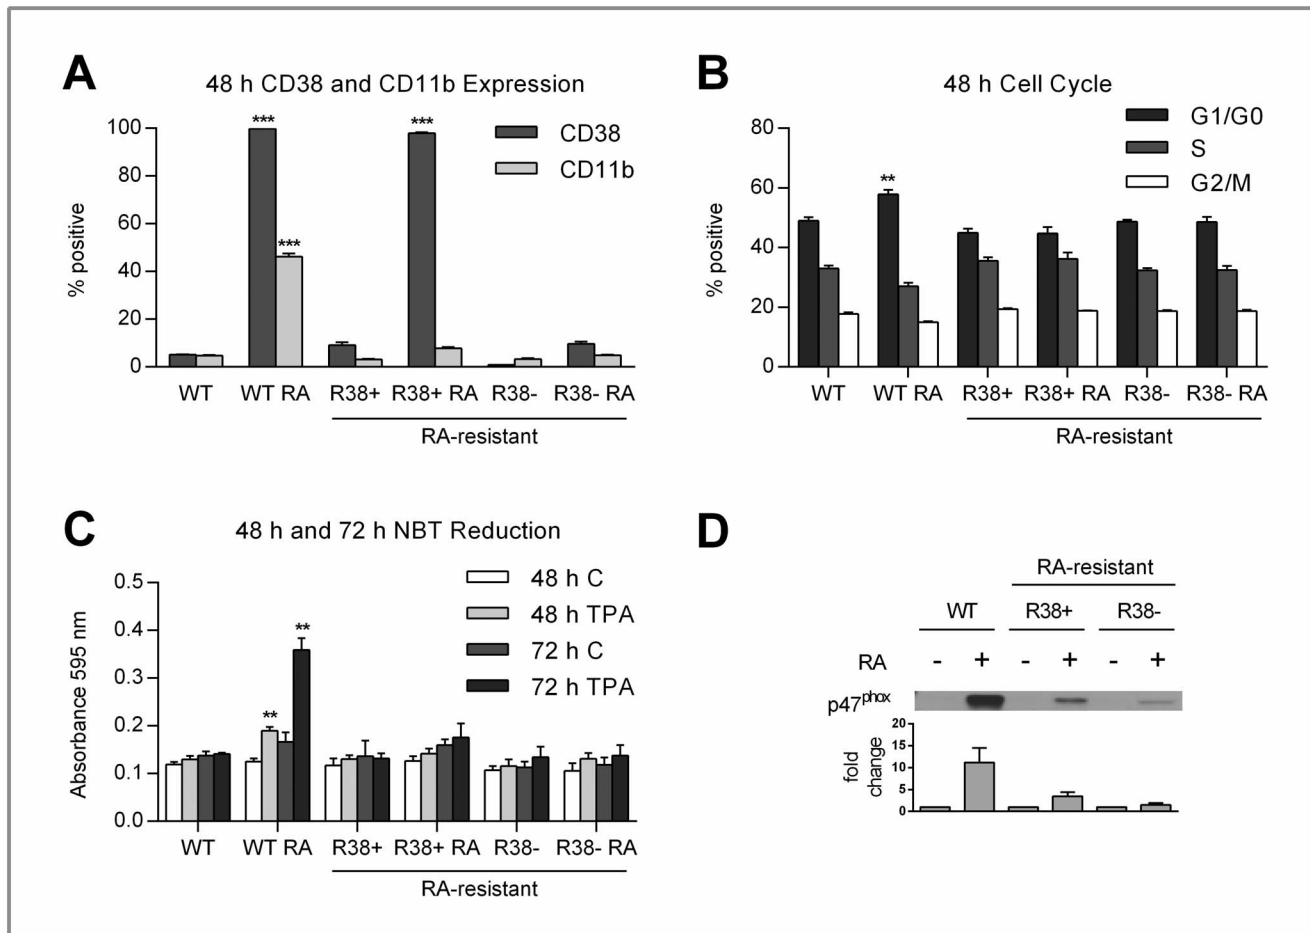 A
48 h CD38 and CD11b Expression
% positive
100
80
60
40
20
0
***
***
***
CD38
CD11b
WT
WT RA
R38+
R38+ RA
R38-
R38- RA
RA-resistant
B
48 h Cell Cycle
% positive
80
60
40
20
0
**
G1/G0
S
G2/M
WT
WT RA
R38+
R38+ RA
R38-
R38- RA
RA-resistant
C
48 h and 72 h NBT Reduction
Absorbance 595 nm
0.5
0.4
0.3
0.2
0.1
0.0
**
**
48 h C
48 h TPA
72 h C
72 h TPA
WT
WT RA
R38+
R38+ RA
R38-
R38- RA
RA-resistant
D
RA-resistant
WT R38+ R38-
RA - + - + - +
p47phox
fold
change
20
15
10
5
0